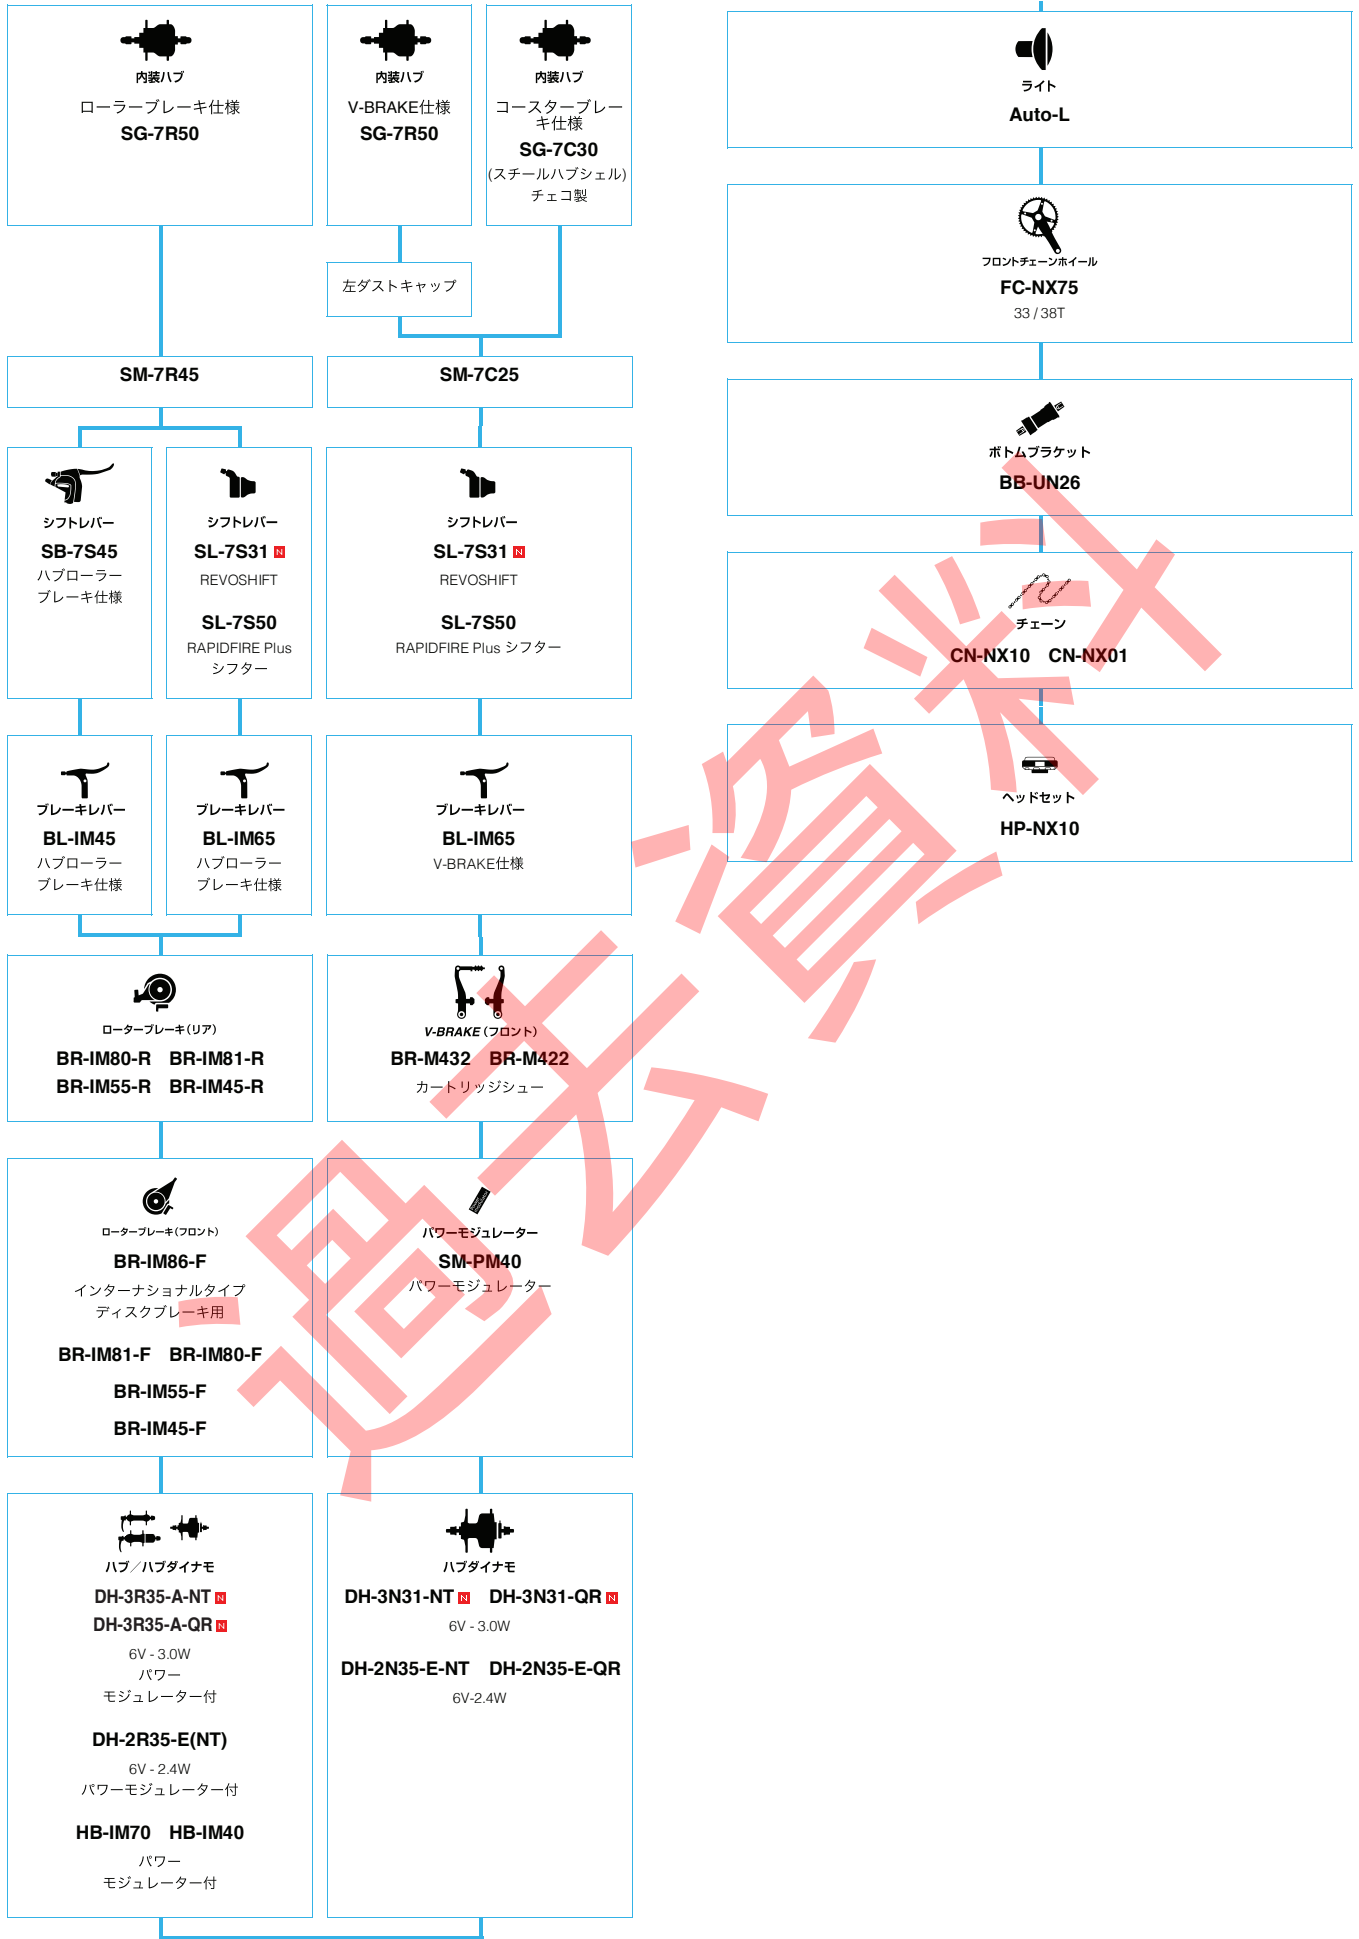 内装ハブ
ローラーブレーキ仕様
SG-7R50
内装ハブ
V-BRAKE仕様
SG-7R50
内装ハブ
コースターブレー
キ仕様
SG-7C30
(スチールハブシェル)
チェコ製
左ダストキャップ
SM-7R45
SM-7C25
シフトレバー
SB-7S45
ハブローラー
ブレーキ仕様
シフトレバー
SL-7S31 N
REVOSHIFT
SL-7S50
RAPIDFIRE Plus
シフター
シフトレバー
SL-7S31 N
REVOSHIFT
SL-7S50
RAPIDFIRE Plus シフター
ブレーキレバー
BL-IM45
ハブローラー
ブレーキ仕様
ブレーキレバー
BL-IM65
ハブローラー
ブレーキ仕様
ブレーキレバー
BL-IM65
V-BRAKE仕様
ローターブレーキ(リア)
BR-IM80-R BR-IM81-R
BR-IM55-R BR-IM45-R
V-BRAKE(フロント)
BR-M432 BR-M422
カートリッジシュー
ローターブレーキ(フロント)
BR-IM86-F
インターナショナルタイプ
ディスクブレーキ用
BR-IM81-F BR-IM80-F
BR-IM55-F
BR-IM45-F
パワーモジュレーター
SM-PM40
パワーモジュレーター
ハブ／ハブダイナモ
DH-3R35-A-NT N
DH-3R35-A-QR N
6V - 3.0W
パワー
モジュレーター付
DH-2R35-E(NT)
6V - 2.4W
パワーモジュレーター付
HB-IM70 HB-IM40
パワー
モジュレーター付
ハブダイナモ
DH-3N31-NT N DH-3N31-QR N
6V - 3.0W
DH-2N35-E-NT DH-2N35-E-QR
6V-2.4W
ライト
Auto-L
フロントチェーンホイール
FC-NX75
33 / 38T
ボトムブラケット
BB-UN26
チェーン
CN-NX10 CN-NX01
ヘッドセット
HP-NX10
過去資料